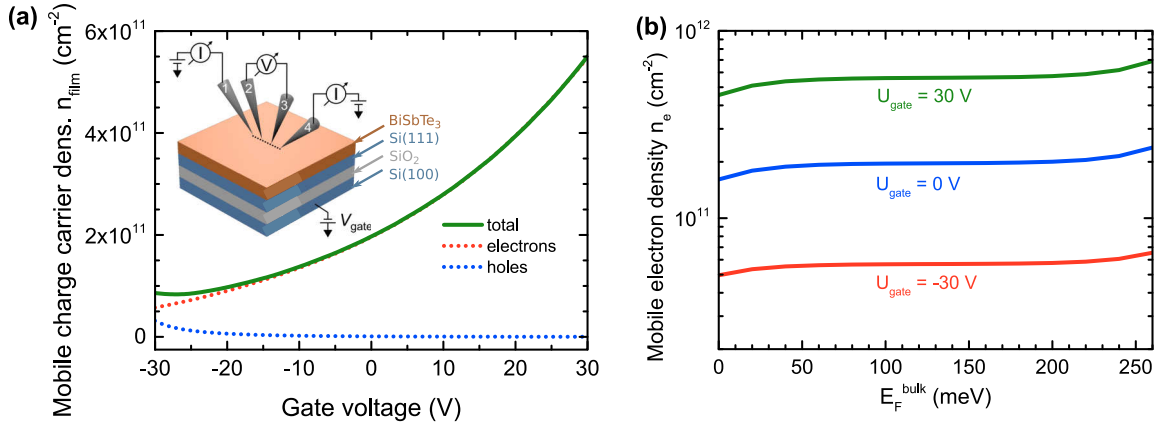 (a)
Mobile charge carrier dens. n_film (cm^-2)
6x10^11
4x10^11
2x10^11
0
-30
-20
-10
0
10
20
30
Gate voltage (V)
I
V
I
1
2
3
4
BiSbTe_3
Si(111)
SiO_2
Si(100)
V_gate
total
electrons
holes
(b)
Mobile electron density n_e (cm^-2)
10^12
10^11
U_gate = 30 V
U_gate = 0 V
U_gate = -30 V
0
50
100
150
200
250
E_F^bulk (meV)